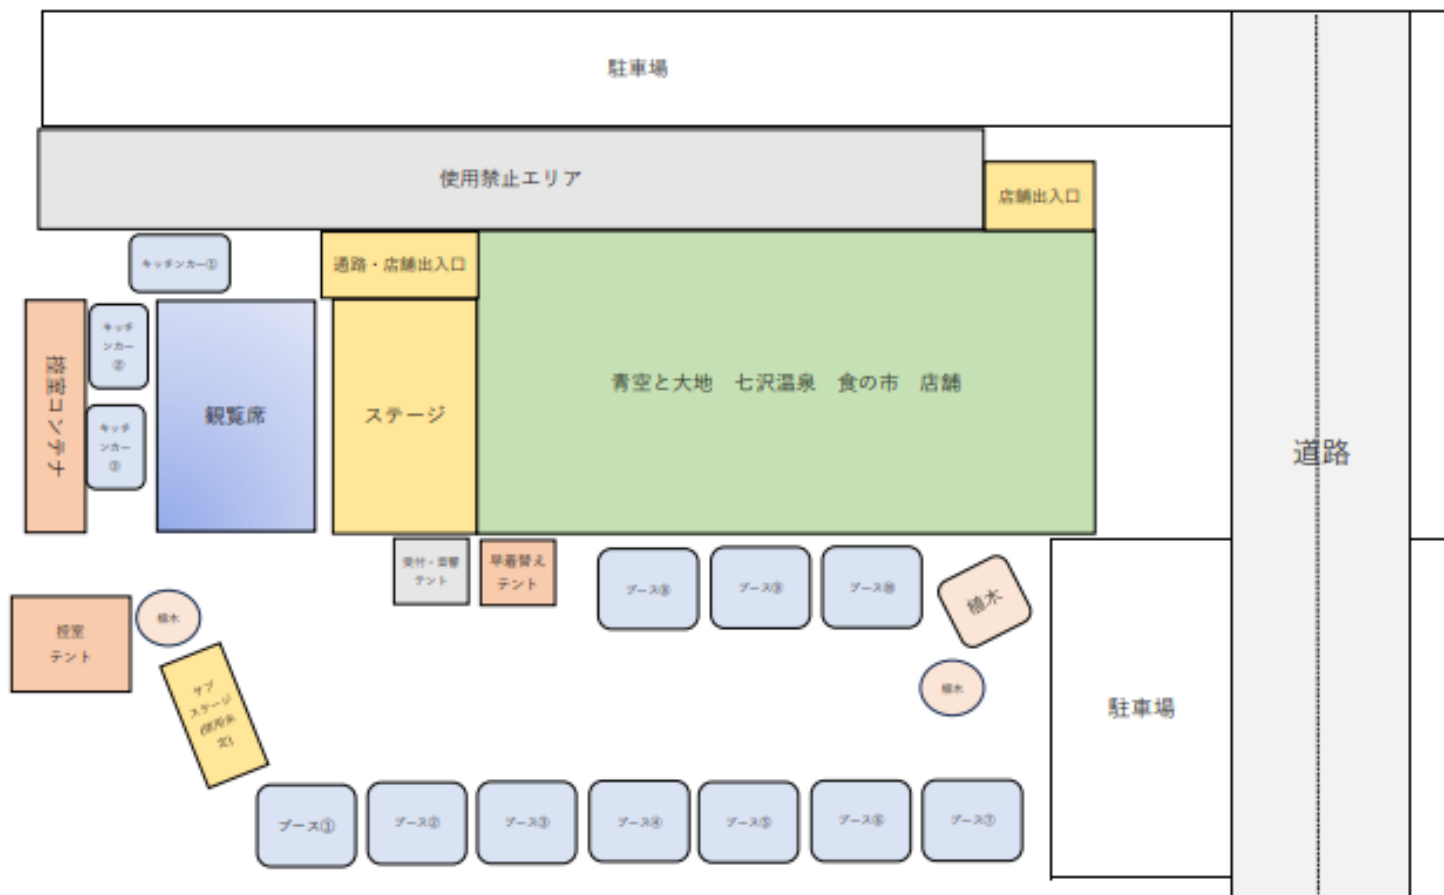 駐車場
使用禁止エリア
店舗出入口
キッチンカー①
通路・店舗出入口
控室コンテナ
キッチ
ンカー
②
キッチ
ンカー
③
観覧席
ステージ
青空と大地　七沢温泉　食の市　店舗
道路
受付・音響
テント
早着替え
テント
ブース⑧
ブース⑨
ブース⑩
植木
控室
テント
植木
サブ
ステージ
(使用未
定)
植木
駐車場
ブース①
ブース②
ブース③
ブース④
ブース⑤
ブース⑥
ブース⑦